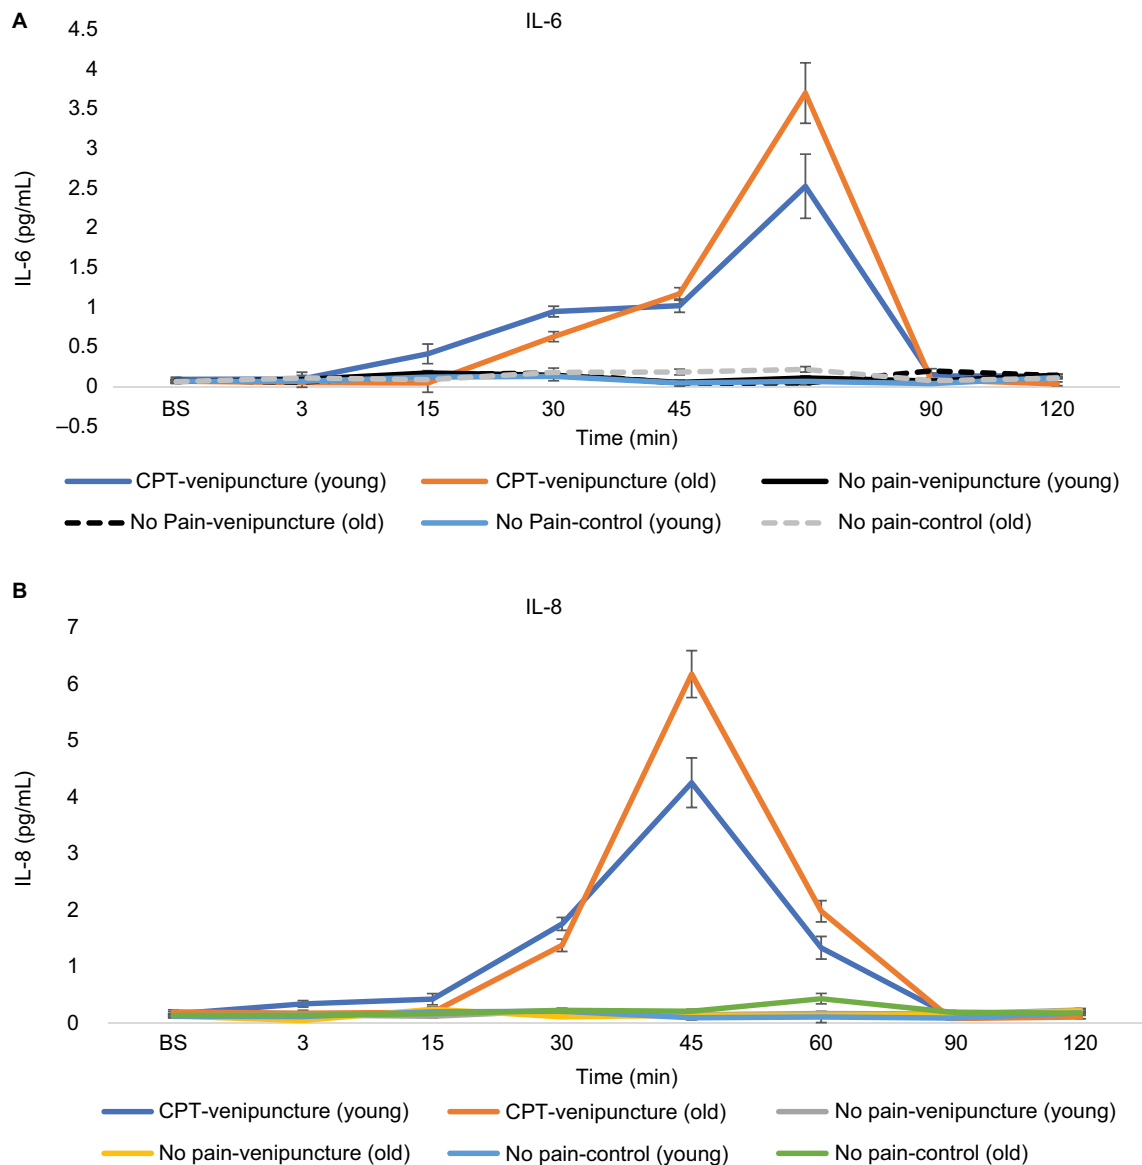 A
IL-6
4.5
4
3.5
3
2.5
2
1.5
1
0.5
0
–0.5
IL-6 (pg/mL)
BS 3 15 30 45 60 90 120
Time (min)
CPT-venipuncture (young) CPT-venipuncture (old) No pain-venipuncture (young)
No Pain-venipuncture (old) No Pain-control (young) No pain-control (old)
B
IL-8
7
6
5
4
3
2
1
0
IL-8 (pg/mL)
BS 3 15 30 45 60 90 120
Time (min)
CPT-venipuncture (young) CPT-venipuncture (old) No pain-venipuncture (young)
No pain-venipuncture (old) No pain-control (young) No pain-control (old)